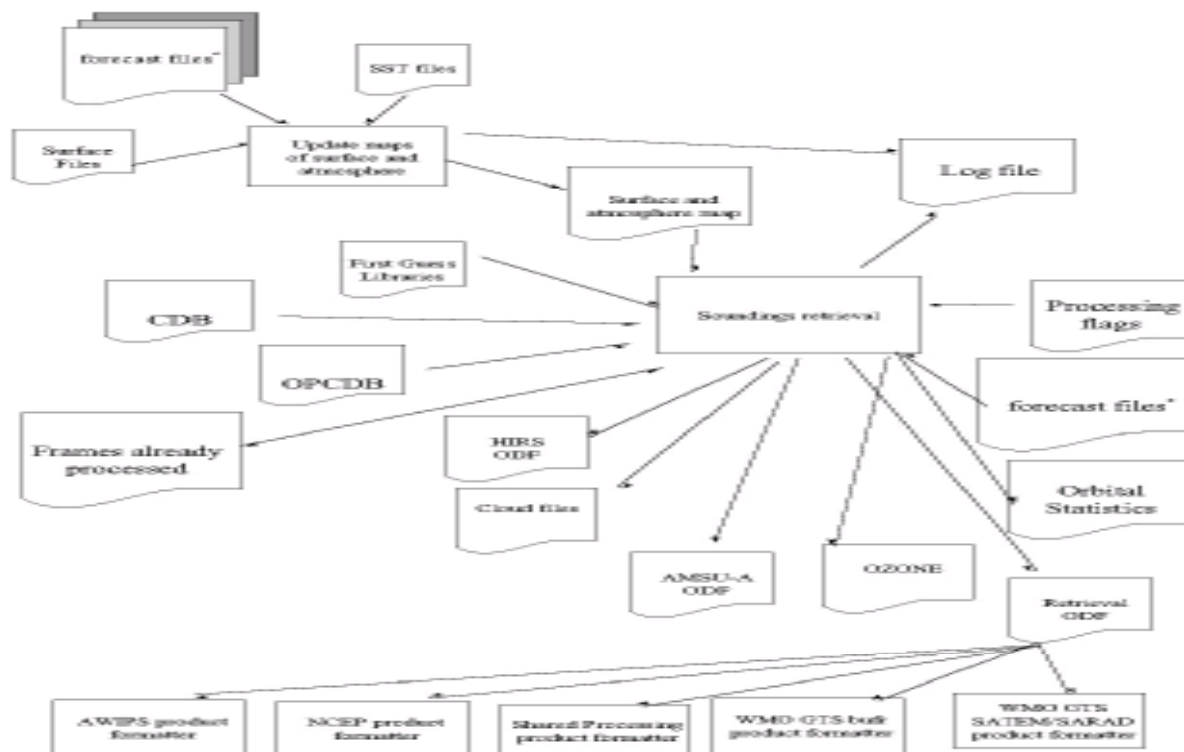 forecast files*
SST files
Surface
Files
Update maps
of surface and
atmosphere
Log file
Surface and
atmosphere map
First Guess
Libraries
CDB
Soundings retrieval
Processing
flags
OPCDB
forecast files*
Frames already
processed
HIRS
ODF
Cloud files
Orbital
Statistics
AMSU-A
ODF
OZONE
Retrieval
ODF
AWIPS product
formatter
NCEP product
formatter
Shared Processing
product formatter
WMO GTS bufr
product formatter
WMO GTS
SATEM/SARAD
product formatter